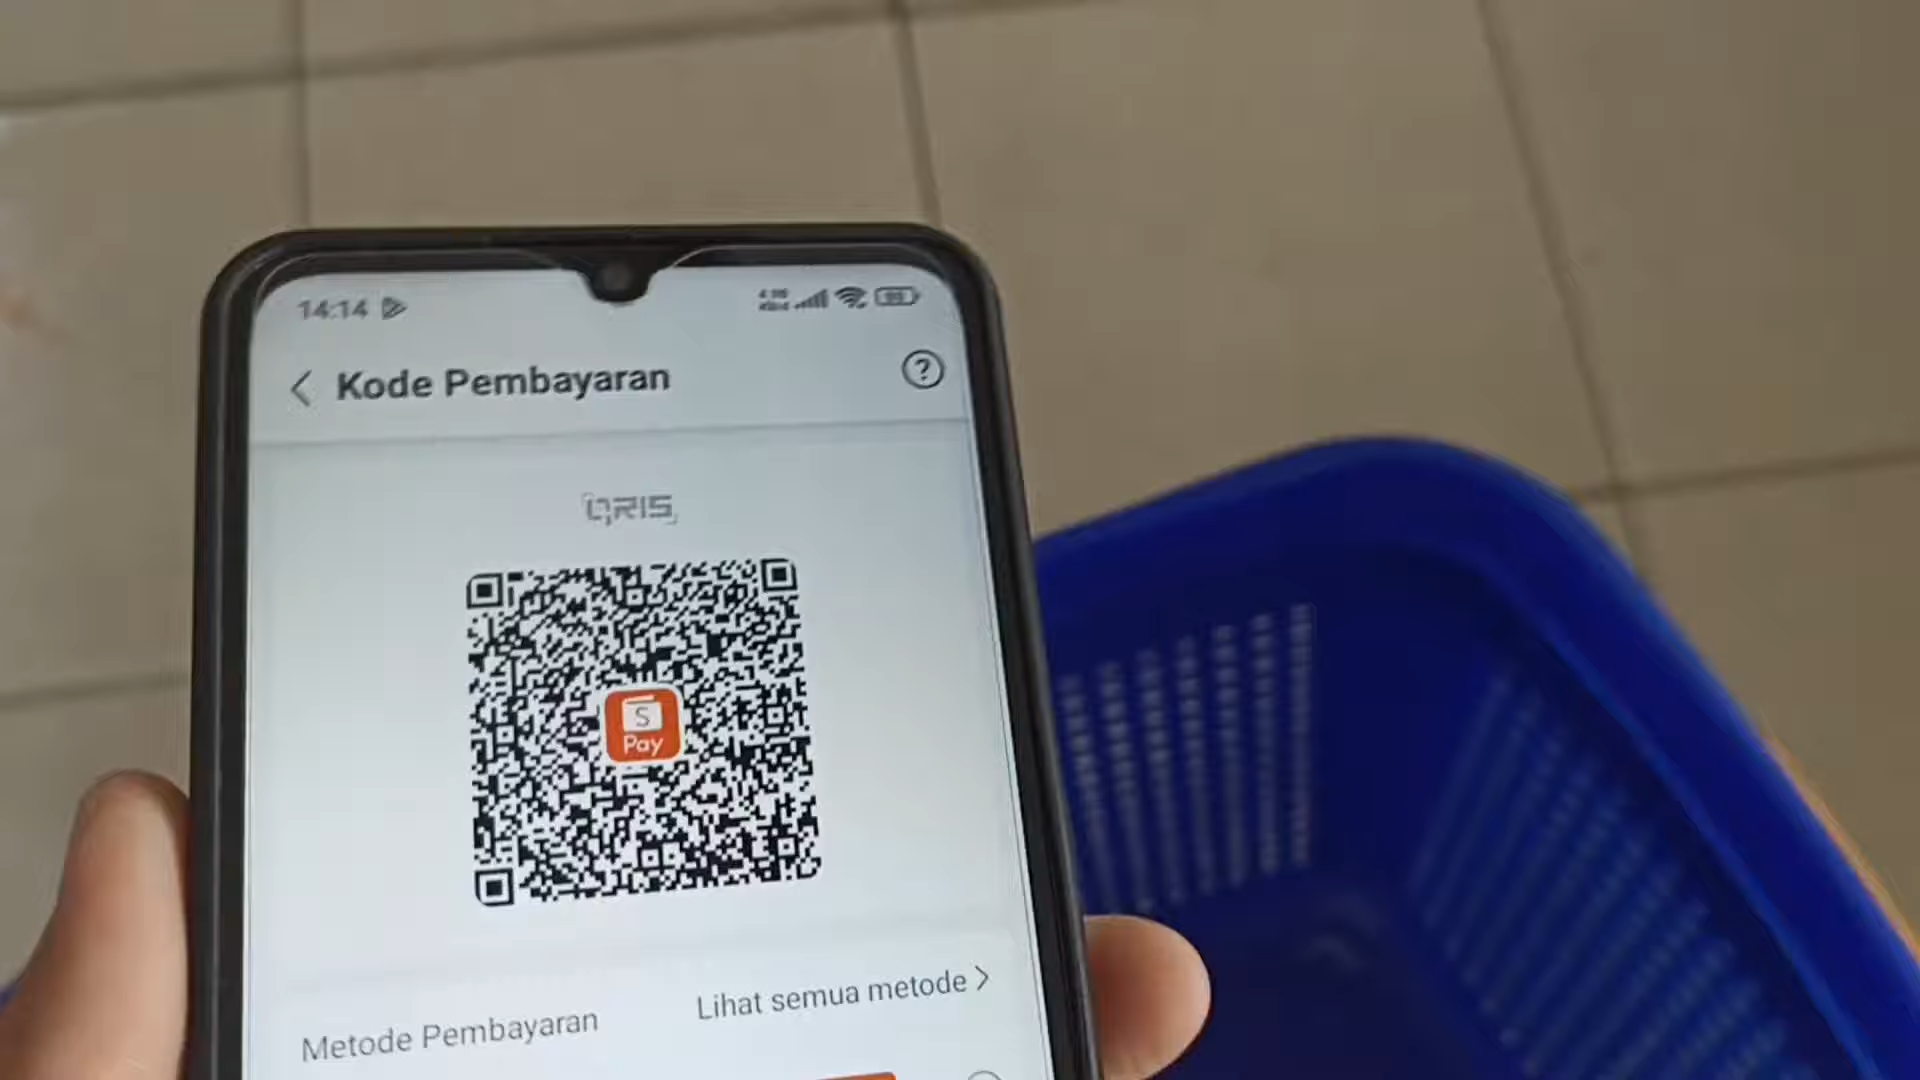 14:14
Kode Pembayaran
?
QRIS
S
Pay
Metode Pembayaran
Lihat semua metode